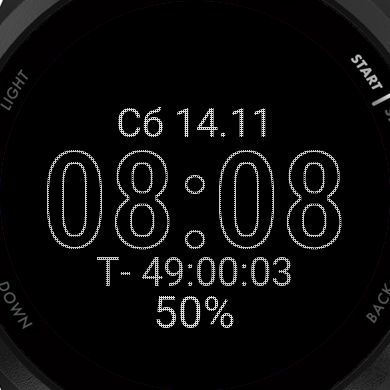 LIGHT
START
Сб 14.11
08:08
T- 49:00:03
50%
DOWN
BACK